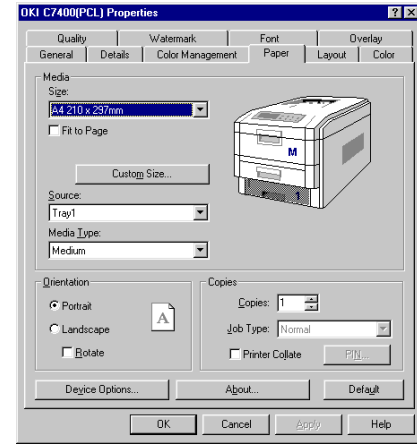 OKI C7400(PCL) Properties
Quality Watermark Font Overlay
General Details Color Management Paper Layout Color
Media
Size:
A4 210 x 297mm
Fit to Page
Custom Size...
Source:
Tray1
Media Type:
Medium
M
1
Orientation
Portrait
Landscape
Rotate
A
Copies
Copies: 1
Job Type: Normal
Printer Collate PIN...
Device Options... About... Default
OK Cancel Apply Help